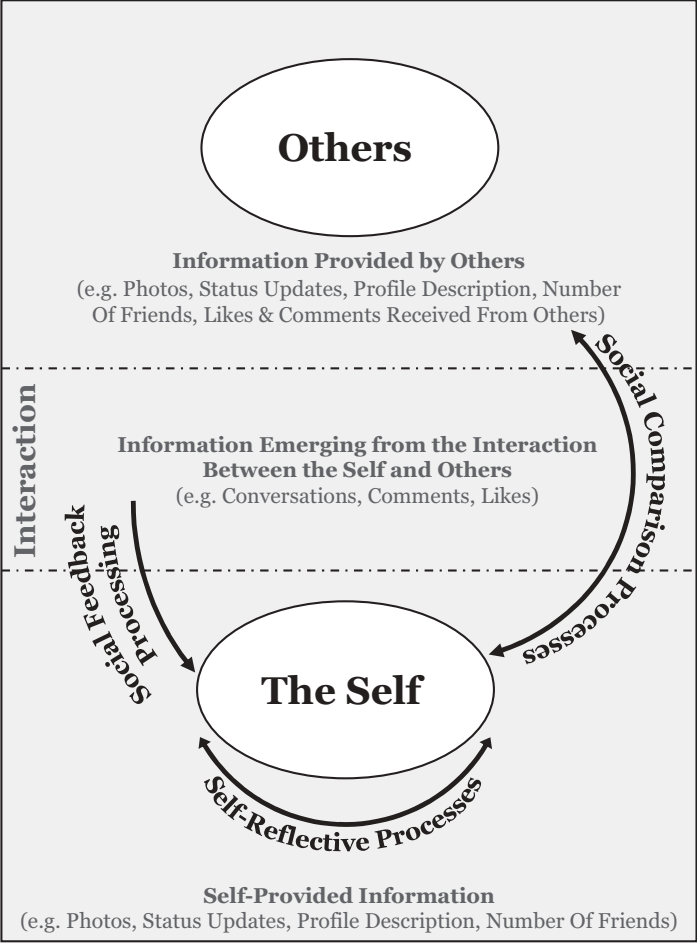 Others
Information Provided by Others
(e.g. Photos, Status Updates, Profile Description, Number
Of Friends, Likes & Comments Received From Others)
Social Comparison Processes
Interaction
Information Emerging from the Interaction
Between the Self and Others
(e.g. Conversations, Comments, Likes)
Social Feedback
Processing
The Self
Self-Reflective Processes
Self-Provided Information
(e.g. Photos, Status Updates, Profile Description, Number Of Friends)